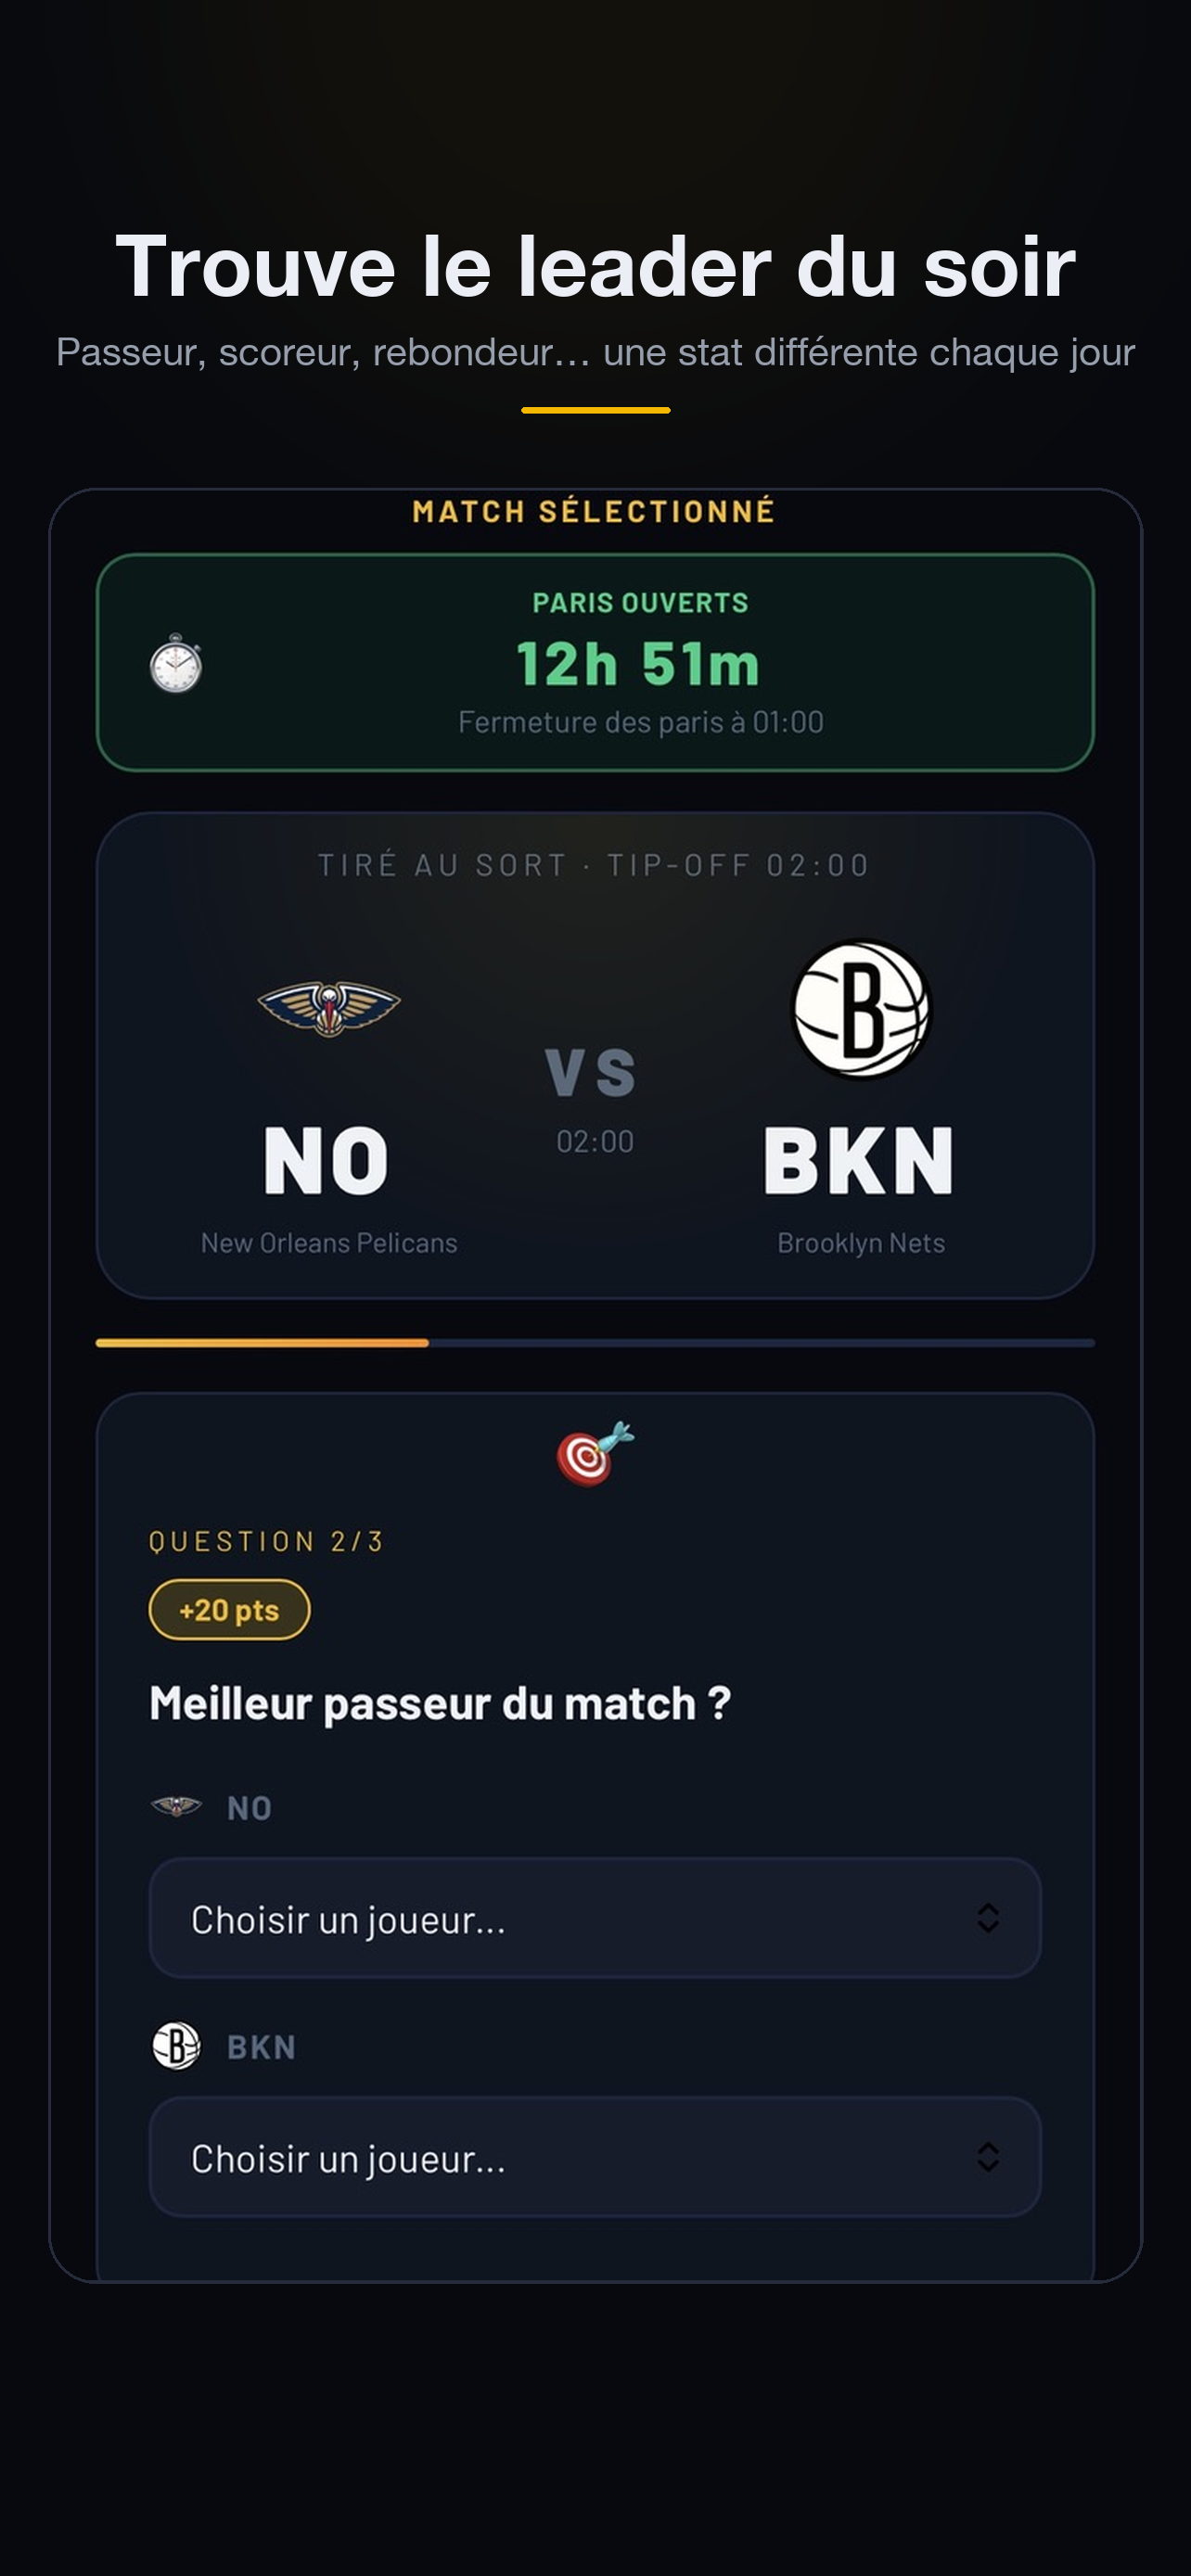 Trouve le leader du soir
Passeur, scoreur, rebondeur... une stat différente chaque jour
MATCH SÉLECTIONNÉ
PARIS OUVERTS
12h 51m
Fermeture des paris à 01:00
TIRÉ AU SORT · TIP-OFF 02:00
B
VS
02:00
NO
BKN
New Orleans Pelicans
Brooklyn Nets
QUESTION 2/3
+20 pts
Meilleur passeur du match ?
NO
Choisir un joueur...
B
BKN
Choisir un joueur...